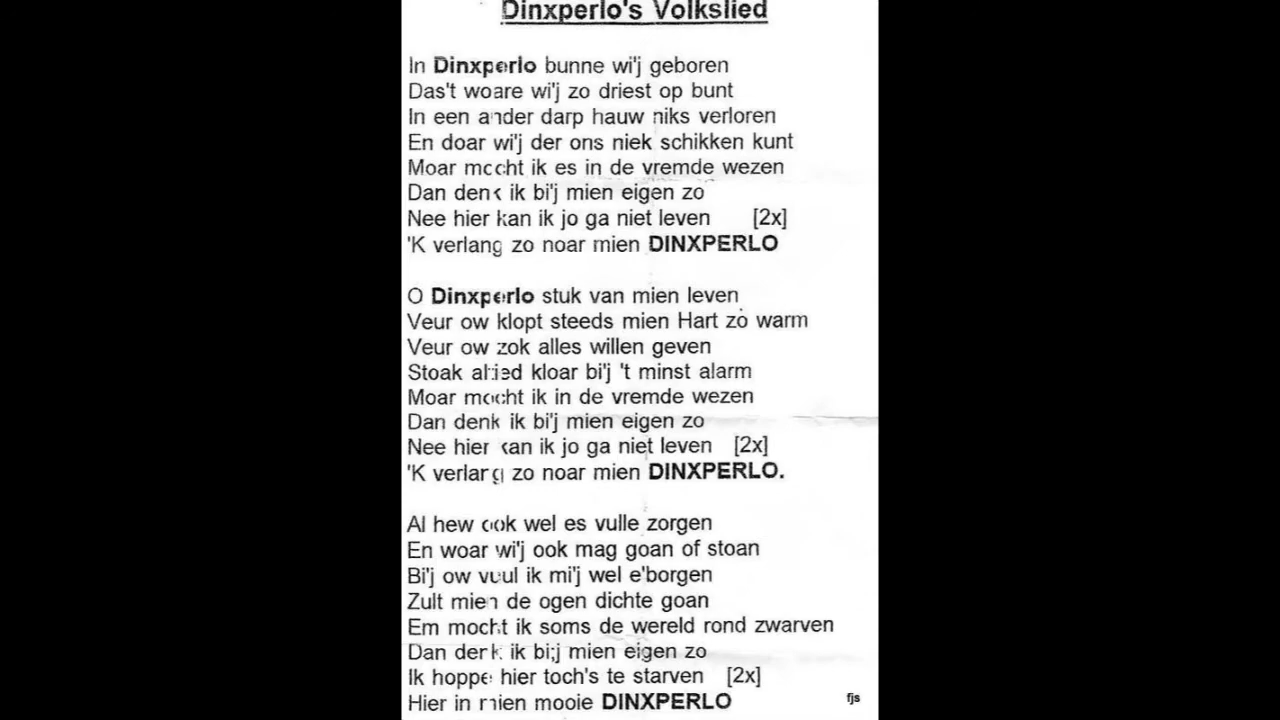 Dinxperlo's Volkslied
In Dinxperlo bunne wi'j geboren
Das't woare wi'j zo driest op bunt
In een ander darp hauw niks verloren
En doar wi'j der ons niek schikken kunt
Moar mocht ik es in de vremde wezen
Dan denk ik bi'j mien eigen zo
Nee hier kan ik jo ga niet leven [2x]
'K verlang zo noar mien DINXPERLO
O Dinxperlo stuk van mien leven
Veur ow klopt steeds mien Hart zo warm
Veur ow zok alles willen geven
Stoak altied kloar bi'j 't minst alarm
Moar mocht ik in de vremde wezen
Dan denk ik bi'j mien eigen zo
Nee hier kan ik jo ga niet leven [2x]
'K verlang zo noar mien DINXPERLO.
Al hew ook wel es vulle zorgen
En woar wi'j ook mag goan of stoan
Bi'j ow vuul ik mi'j wel e'borgen
Zult mien de ogen dichte goan
Em mocht ik soms de wereld rond zwarven
Dan denk ik bi;j mien eigen zo
Ik hoppe hier toch's te starven [2x]
Hier in mien mooie DINXPERLO
fjs